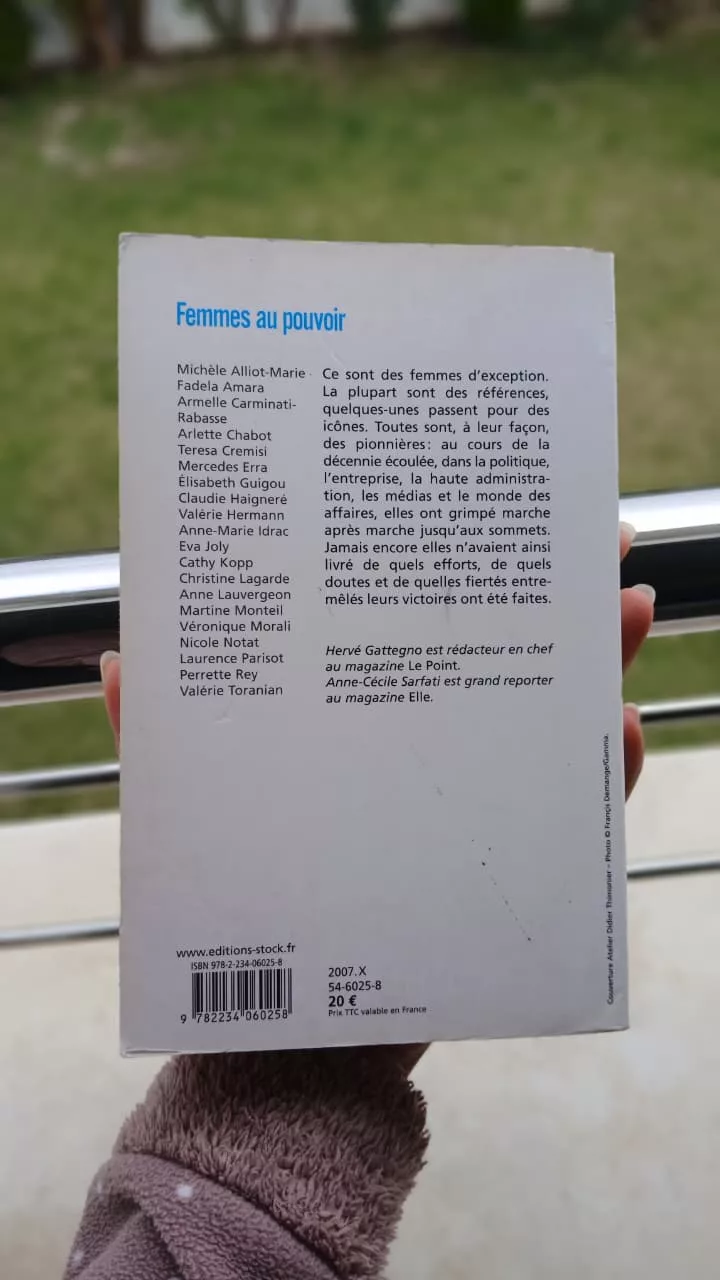 Femmes au pouvoir
Michèle Alliot-Marie
Fadela Amara
Armelle Carminati-
Rabasse
Arlette Chabot
Teresa Cremisi
Mercedes Erra
Élisabeth Guigou
Claudie Haigneré
Valérie Hermann
Anne-Marie Idrac
Eva Joly
Cathy Kopp
Christine Lagarde
Anne Lauvergeon
Martine Monteil
Véronique Morali
Nicole Notat
Laurence Parisot
Perrette Rey
Valérie Toranian
Ce sont des femmes d’exception.
La plupart sont des références,
quelques-unes passent pour des
icônes. Toutes sont, à leur façon,
des pionnières : au cours de la
décennie écoulée, dans la politique,
l’entreprise, la haute administra-
tion, les médias et le monde des
affaires, elles ont grimpé marche
après marche jusqu’aux sommets.
Jamais encore elles n’avaient ainsi
livré de quels efforts, de quels
doutes et de quelles fiertés entre-
mêlés leurs victoires ont été faites.
Hervé Gattegno est rédacteur en chef
au magazine Le Point.
Anne-Cécile Sarfati est grand reporter
au magazine Elle.
www.editions-stock.fr
ISBN 978-2-234-06025-8
9 782234 060258
2007.X
54-6025-8
20 €
Prix TTC valable en France
Couverture Atelier Didier Thimonier – Photo © Francis Demange/Gamma.